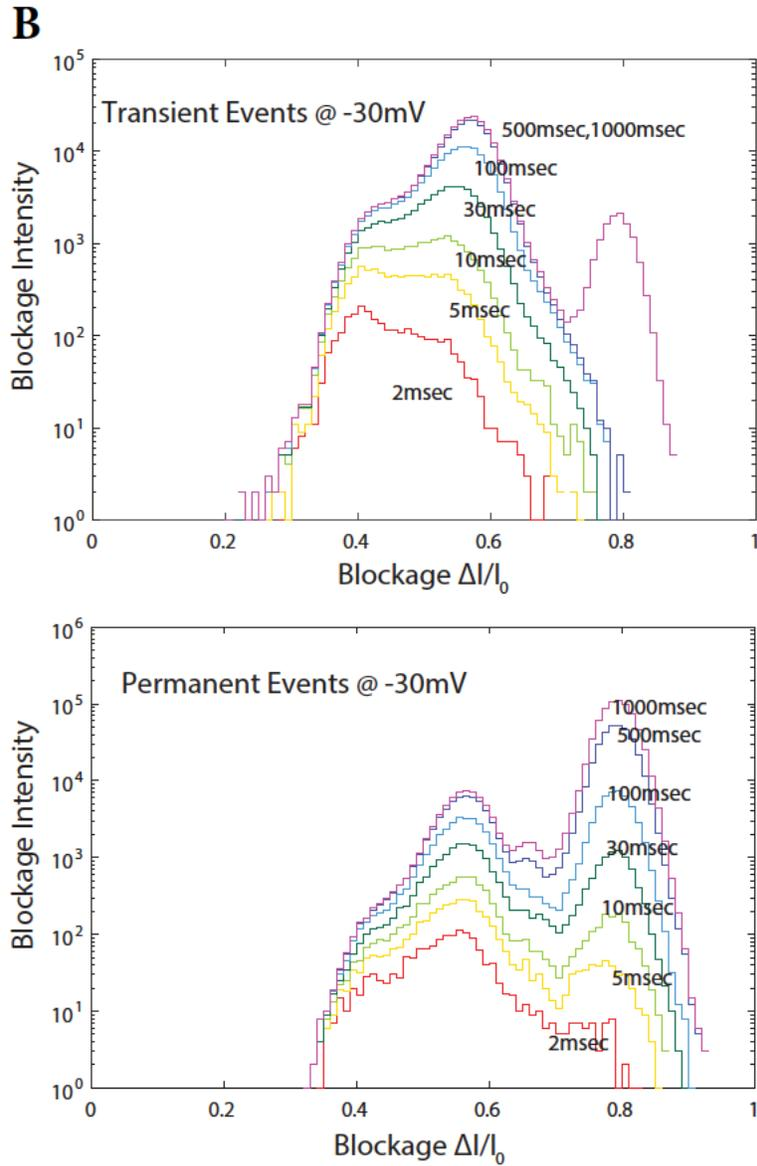 B
10^5
Transient Events @ -30mV
500msec,1000msec
10^4
100msec
30msec
10^3
10msec
5msec
10^2
2msec
10^1
10^0
0 0.2 0.4 0.6 0.8 1
Blockage Intensity
Blockage ΔI/I_0
10^6
Permanent Events @ -30mV
10^5
1000msec
500msec
10^4
100msec
10^3
30msec
10msec
10^2
5msec
10^1
2msec
10^0
0 0.2 0.4 0.6 0.8 1
Blockage Intensity
Blockage ΔI/I_0